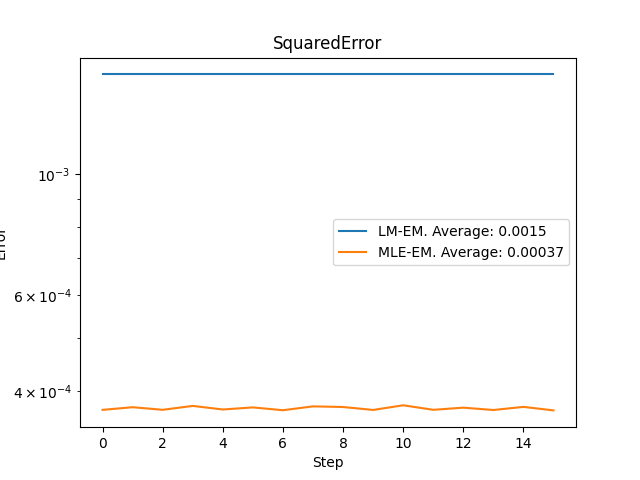 SquaredError
10⁻³
6 × 10⁻⁴
4 × 10⁻⁴
Error
LM-EM. Average: 0.0015
MLE-EM. Average: 0.00037
0 2 4 6 8 10 12 14
Step